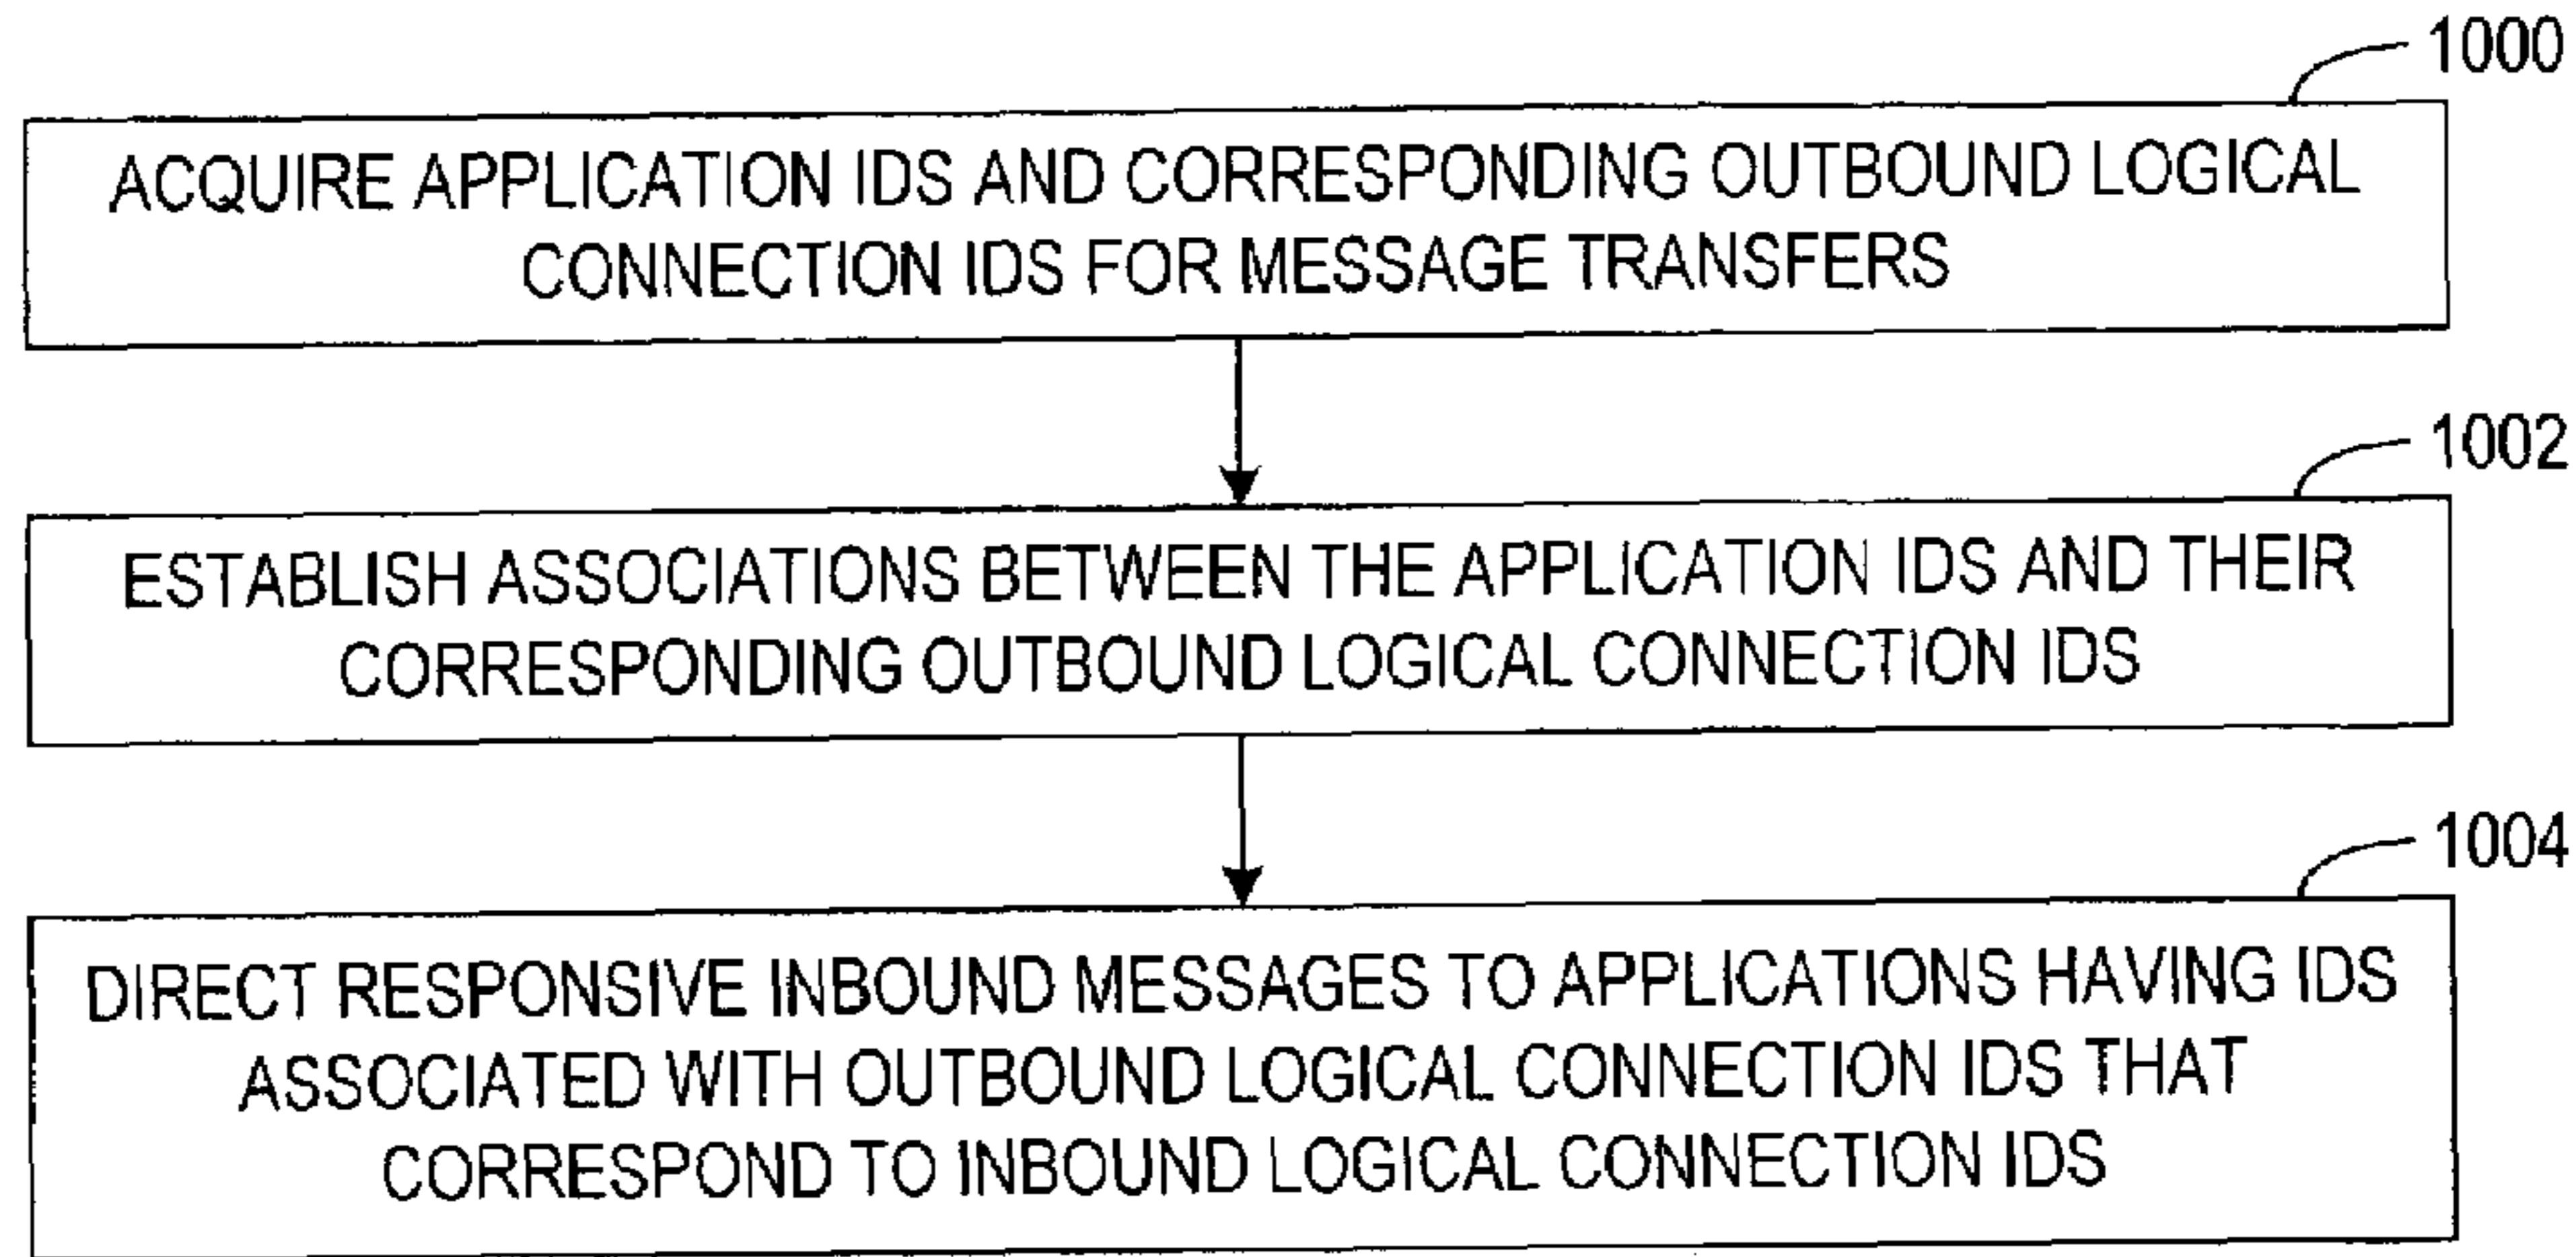 1000
ACQUIRE APPLICATION IDS AND CORRESPONDING OUTBOUND LOGICAL
CONNECTION IDS FOR MESSAGE TRANSFERS
1002
ESTABLISH ASSOCIATIONS BETWEEN THE APPLICATION IDS AND THEIR
CORRESPONDING OUTBOUND LOGICAL CONNECTION IDS
1004
DIRECT RESPONSIVE INBOUND MESSAGES TO APPLICATIONS HAVING IDS
ASSOCIATED WITH OUTBOUND LOGICAL CONNECTION IDS THAT
CORRESPOND TO INBOUND LOGICAL CONNECTION IDS